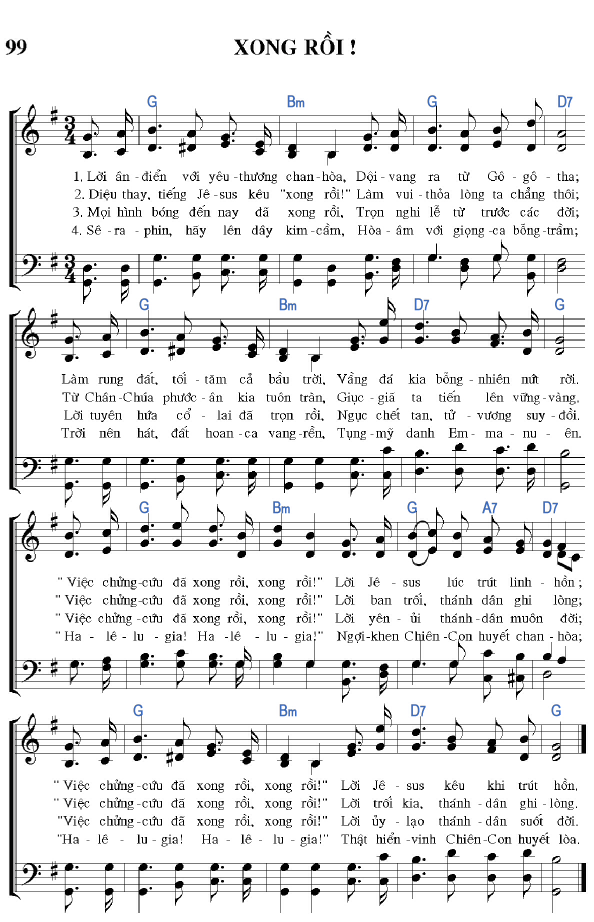 99 XONG RỒI !
G Bm G D7
1. Lời ân-điển với yêu-thương chan-hòa, Dội-vang ra từ Gô-gô-tha;
2. Diệu thay, tiếng Jê-sus kêu "xong rồi!" Làm vui-thỏa lòng ta chẳng thôi;
3. Mọi hình bóng đến nay đã xong rồi, Trọn nghi lễ từ trước các đời;
4. Sê-ra-phin, hãy lên dây kim-cầm, Hòa-âm với giọng-ca bỗng-trầm;
G Bm D7 G
Làm rung đất, tối-tăm cả bầu trời, Vầng đá kia bỗng-nhiên nứt rời.
Từ Chân-Chúa phước-ân kia tuôn tràn, Giục-giã ta tiến lên vững-vàng.
Lời tuyên hứa cổ-lai đã trọn rồi, Ngục chết tan, tử-vương suy-đồi.
Trời nên hát, đất hoan-ca vang-rền, Tụng-mỹ danh Em-ma-nu-ên.
G Bm G A7 D7
"Việc chửng-cứu đã xong rồi, xong rồi!" Lời Jê-sus lúc trút linh-hồn;
"Việc chửng-cứu đã xong rồi, xong rồi!" Lời ban trối, thánh-dân ghi lòng;
"Việc chửng-cứu đã xong rồi, xong rồi!" Lời yên-ủi thánh-dân muôn đời;
"Ha-lê-lu-gia! Ha-lê-lu-gia!" Ngợi-khen Chiên-Con huyết chan-hòa;
G Bm D7 G
"Việc chửng-cứu đã xong rồi, xong rồi!" Lời Jê-sus kêu khi trút hồn.
"Việc chửng-cứu đã xong rồi, xong rồi!" Lời trối kia, thánh-dân ghi-lòng.
"Việc chửng-cứu đã xong rồi, xong rồi!" Lời ủy-lạo thánh-dân suốt đời.
"Ha-lê-lu-gia! Ha-lê-lu-gia!" Thật hiển-vinh Chiên-Con huyết lòa.